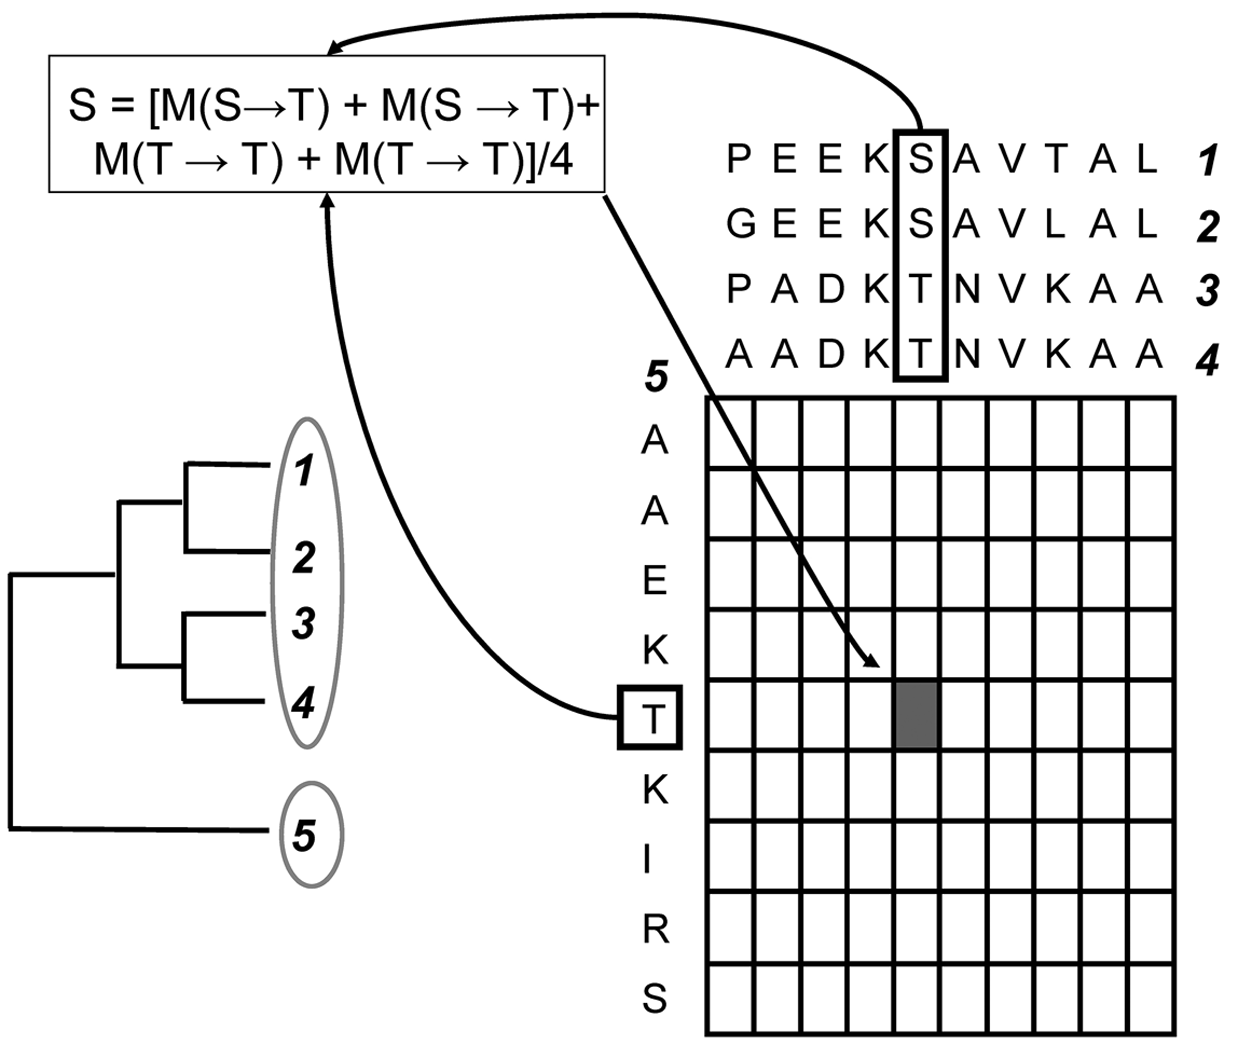 S = [M(S→T) + M(S → T)+
M(T → T) + M(T → T)]/4
P E E K S A V T A L 1
G E E K S A V L A L 2
P A D K T N V K A A 3
A A D K T N V K A A 4
5
A
A
E
K
T
K
I
R
S
1
2
3
4
5